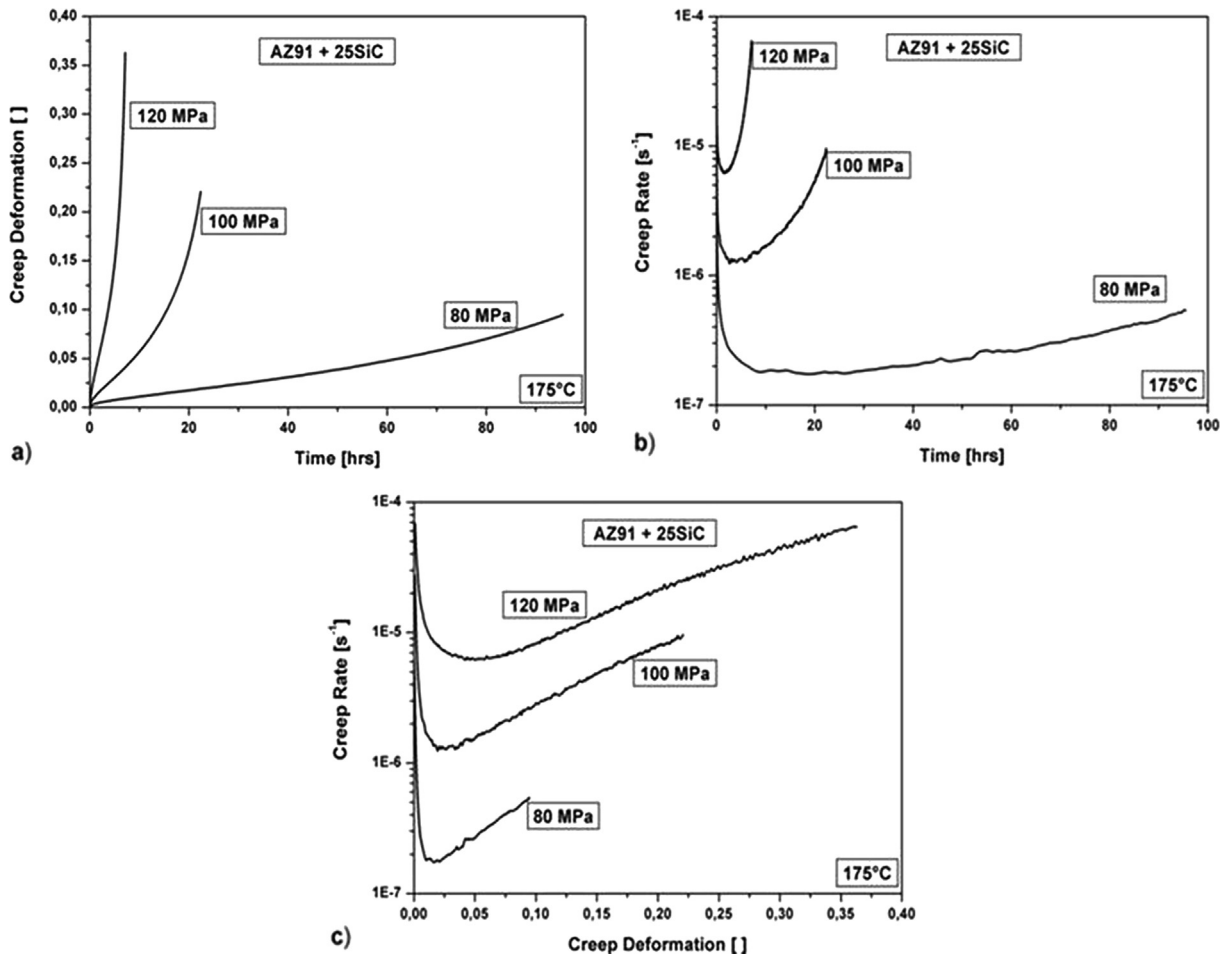 0,40
0,35
0,30
0,25
0,20
0,15
0,10
0,05
0,00
Creep Deformation [ ]
AZ91 + 25SiC
120 MPa
100 MPa
80 MPa
175°C
0 20 40 60 80 100
Time [hrs]
a)
1E-4
1E-5
1E-6
1E-7
Creep Rate [s⁻¹]
AZ91 + 25SiC
120 MPa
100 MPa
80 MPa
175°C
0 20 40 60 80 100
Time [hrs]
b)
1E-4
1E-5
1E-6
1E-7
Creep Rate [s⁻¹]
AZ91 + 25SiC
120 MPa
100 MPa
80 MPa
175°C
0,00 0,05 0,10 0,15 0,20 0,25 0,30 0,35 0,40
Creep Deformation [ ]
c)